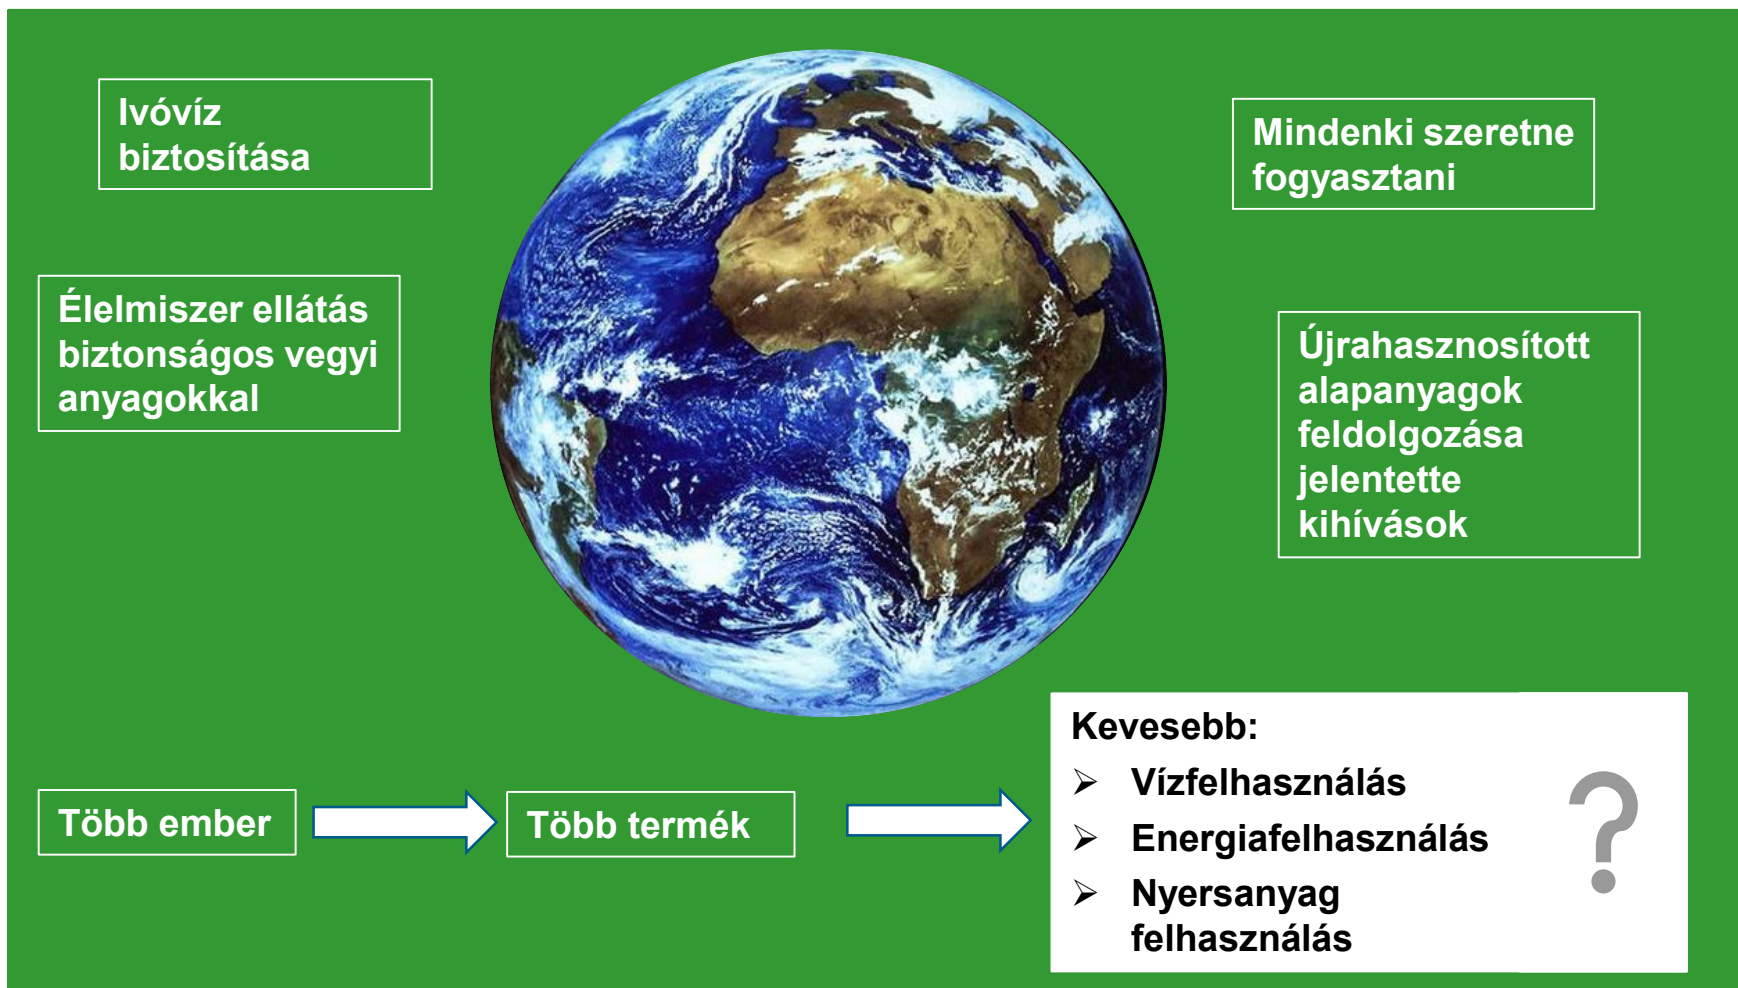 Ivóvíz
biztosítása
Mindenki szeretne
fogyasztani
Élelmiszer ellátás
biztonságos vegyi
anyagokkal
Újrahasznosított
alapanyagok
feldolgozása
jelentette
kihívások
Több ember
Több termék
Kevesebb:
➢ Vízfelhasználás
➢ Energiafelhasználás
➢ Nyersanyag
felhasználás
?